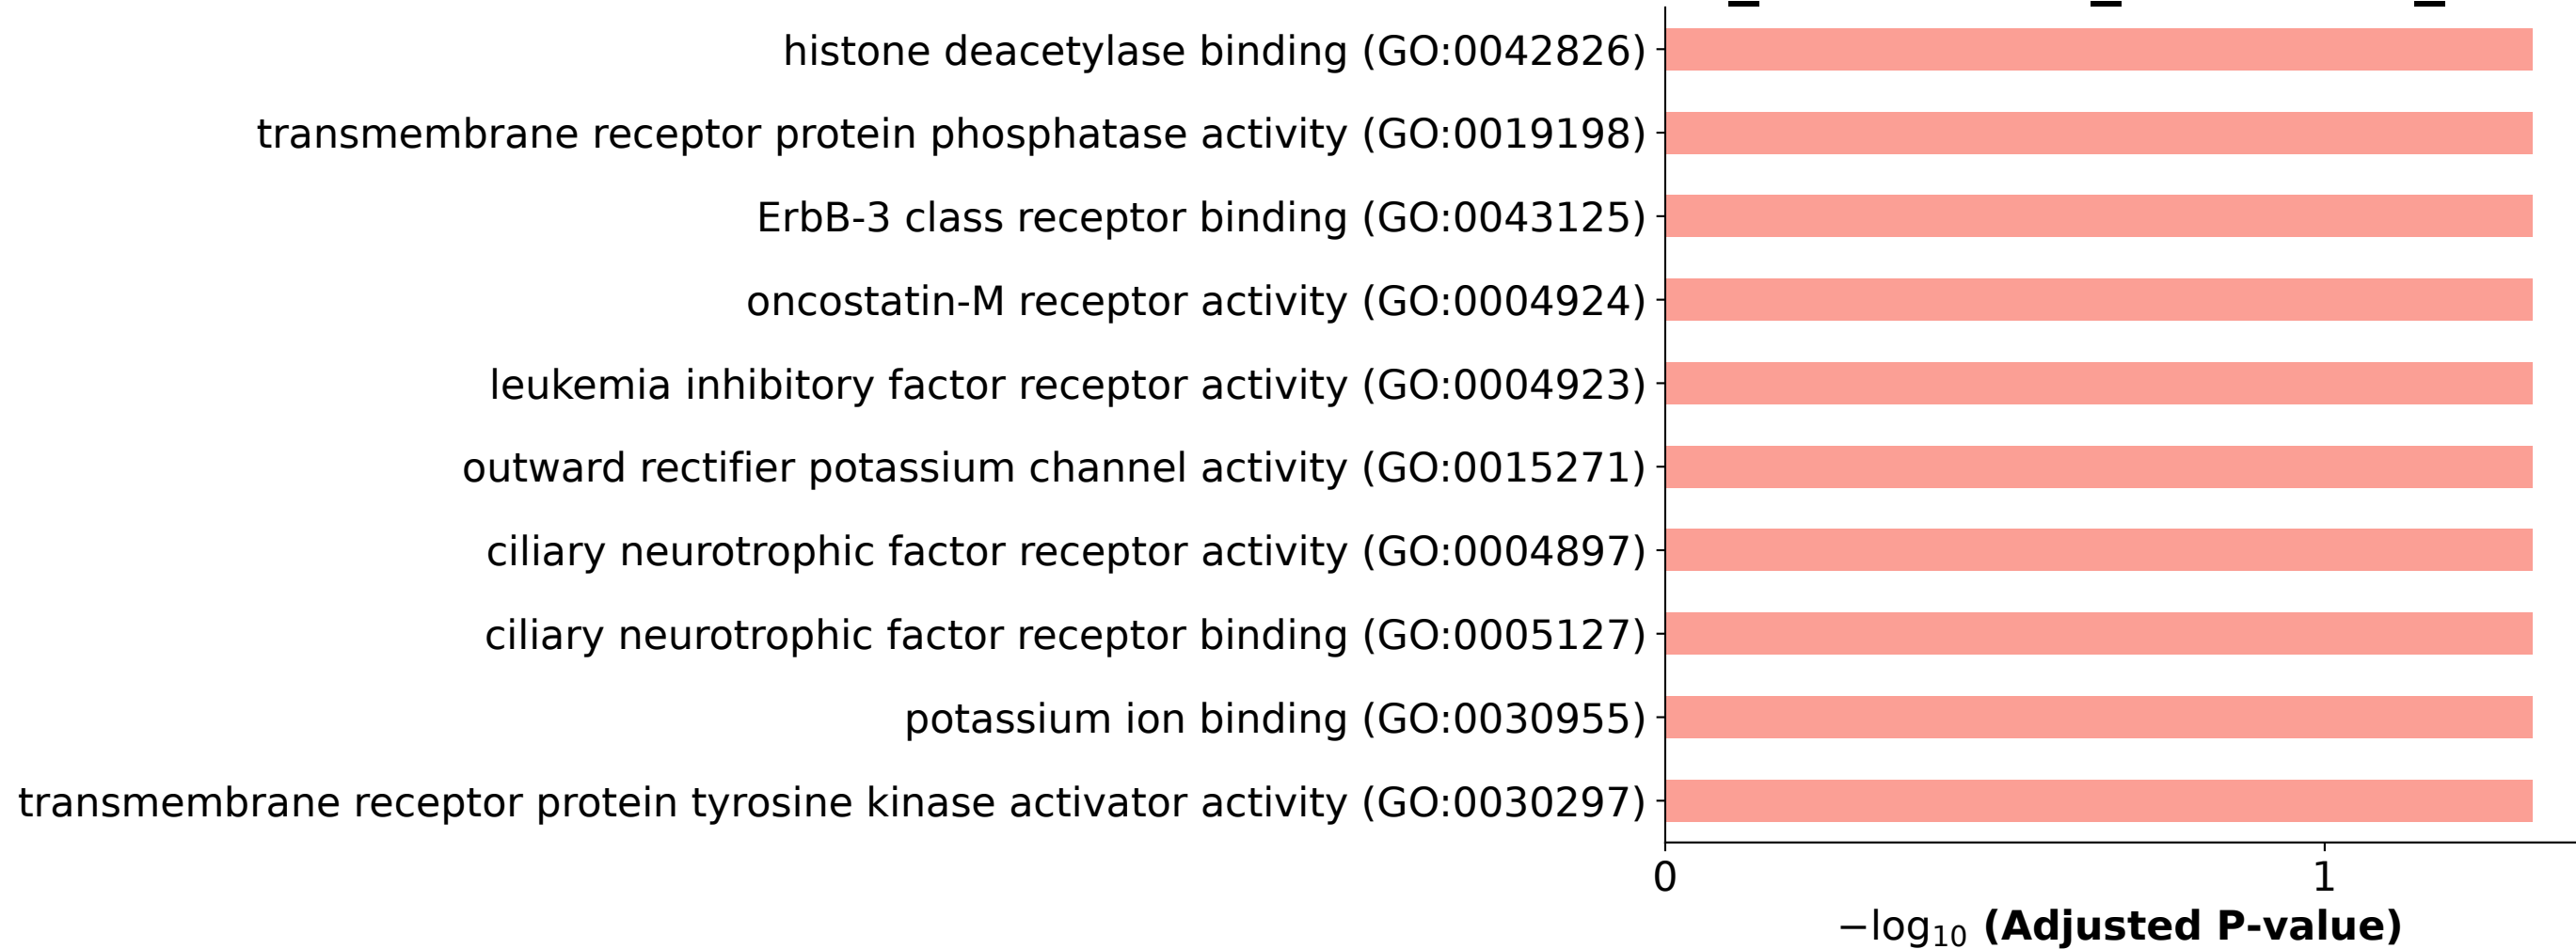 histone deacetylase binding (GO:0042826)
transmembrane receptor protein phosphatase activity (GO:0019198)
ErbB-3 class receptor binding (GO:0043125)
oncostatin-M receptor activity (GO:0004924)
leukemia inhibitory factor receptor activity (GO:0004923)
outward rectifier potassium channel activity (GO:0015271)
ciliary neurotrophic factor receptor activity (GO:0004897)
ciliary neurotrophic factor receptor binding (GO:0005127)
potassium ion binding (GO:0030955)
transmembrane receptor protein tyrosine kinase activator activity (GO:0030297)
0 1
−log₁₀ (Adjusted P-value)